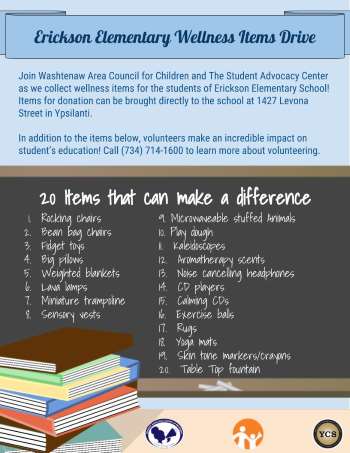 Erickson Elementary Wellness Items Drive
Join Washtenaw Area Council for Children and The Student Advocacy Center
as we collect wellness items for the students of Erickson Elementary School!
Items for donation can be brought directly to the school at 1427 Levona
Street in Ypsilanti.
In addition to the items below, volunteers make an incredible impact on
student's education! Call (734) 714-1600 to learn more about volunteering.
20 Items that can make a difference
1. Rocking chairs
2. Bean bag chairs
3. Fidget toys
4. Big pillows
5. Weighted blankets
6. Lava lamps
7. Miniature trampoline
8. Sensory vests
9. Microwaveable stuffed Animals
10. Play dough
11. Kaleidoscopes
12. Aromatherapy scents
13. Noise cancelling headphones
14. CD players
15. Calming CDs
16. Exercise balls
17. Rugs
18. Yoga mats
19. Skin tone markers/crayons
20. Table Top fountain
YCS